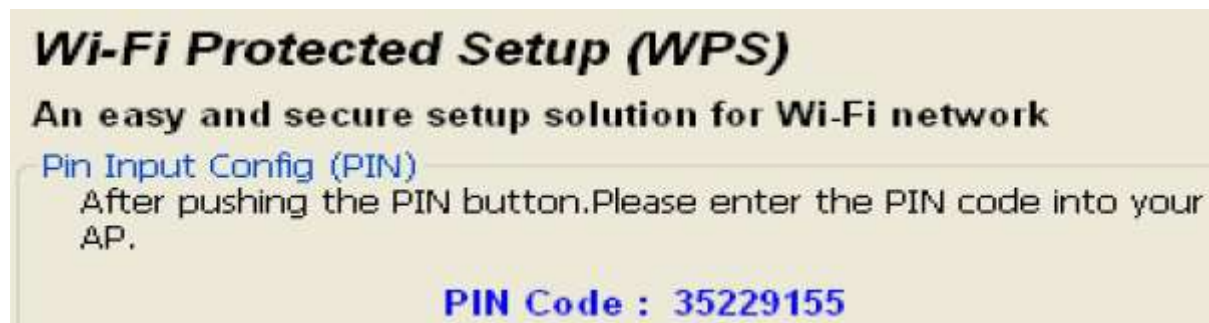 Wi-Fi Protected Setup (WPS)
An easy and secure setup solution for Wi-Fi network
Pin Input Config (PIN)
After pushing the PIN button.Please enter the PIN code into your
AP.
PIN Code : 35229155